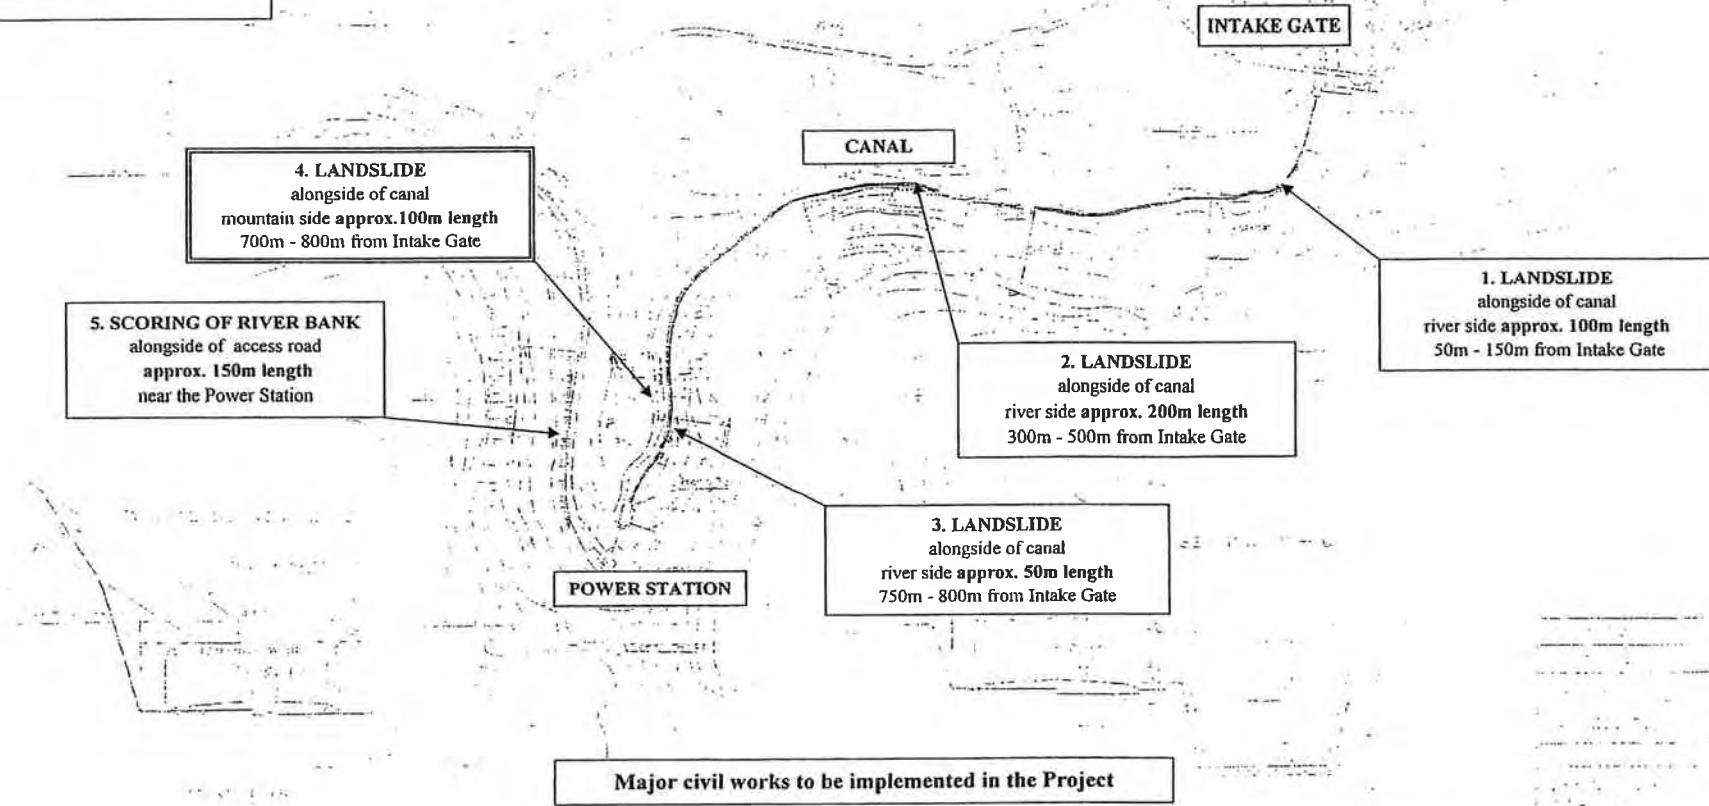 INTAKE GATE
CANAL
4. LANDSLIDE
alongside of canal
mountain side approx.100m length
700m - 800m from Intake Gate
1. LANDSLIDE
alongside of canal
river side approx. 100m length
50m - 150m from Intake Gate
5. SCORING OF RIVER BANK
alongside of access road
approx. 150m length
near the Power Station
2. LANDSLIDE
alongside of canal
river side approx. 200m length
300m - 500m from Intake Gate
3. LANDSLIDE
alongside of canal
river side approx. 50m length
750m - 800m from Intake Gate
POWER STATION
Major civil works to be implemented in the Project